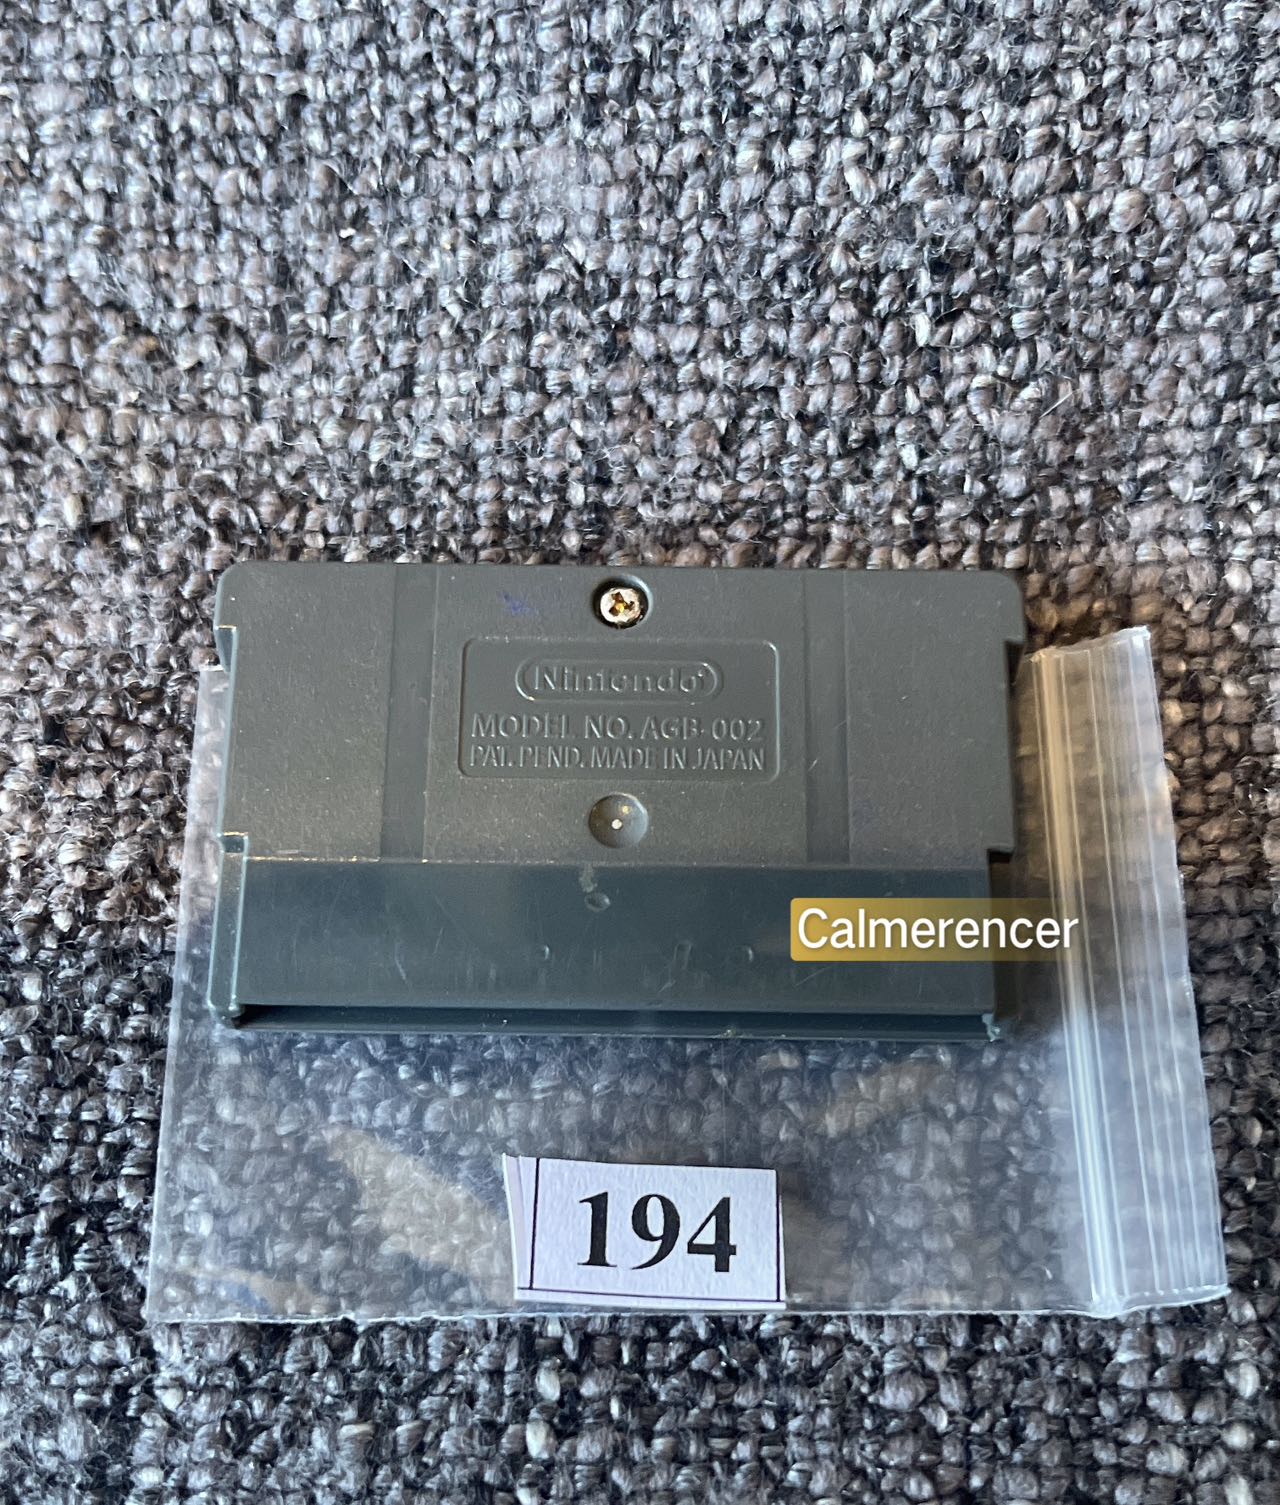 Nintendo
MODEL NO. AGB-002
PAT. PEND. MADE IN JAPAN
Calmerencer
194